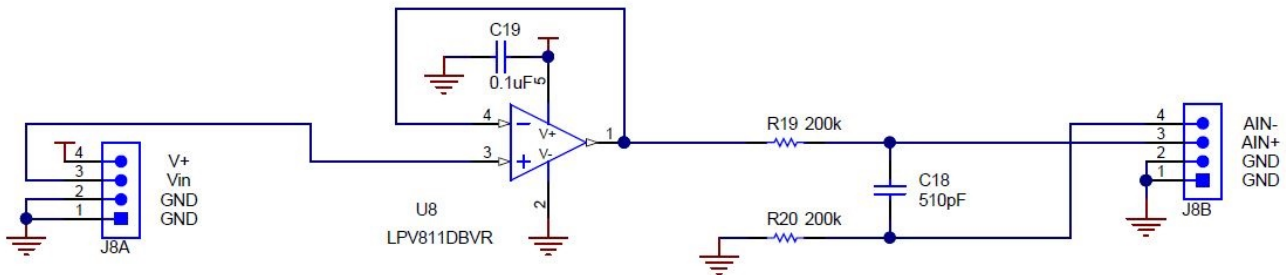 C19
0.1uF
5
4
V+
1
3
V-
2
U8
LPV811DBVR
4 V+
3 Vin
2 GND
1 GND
J8A
R19 200k
C18
510pF
R20 200k
4 AIN-
3 AIN+
2 GND
1 GND
J8B